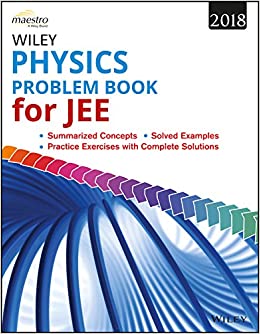 maestro
A Wiley Brand
2018
WILEY
PHYSICS
PROBLEM BOOK
for JEE
• Summarized Concepts • Solved Examples
• Practice Exercises with Complete Solutions
WILEY